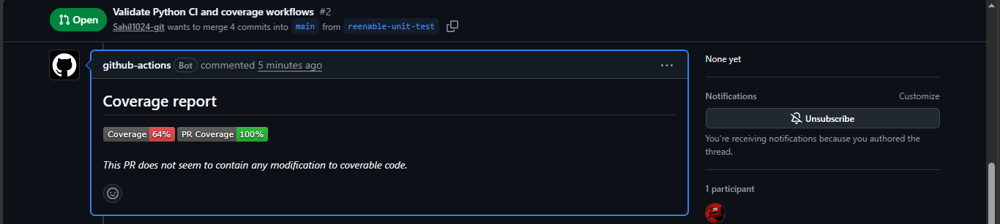 Open
Validate Python CI and coverage workflows #2
Sahil1024-git wants to merge 4 commits into main from reenable-unit-test
github-actions Bot commented 5 minutes ago
Coverage report
Coverage 64% PR Coverage 100%
This PR does not seem to contain any modification to coverable code.
None yet
Notifications Customize
Unsubscribe
You're receiving notifications because you authored the
thread.
1 participant